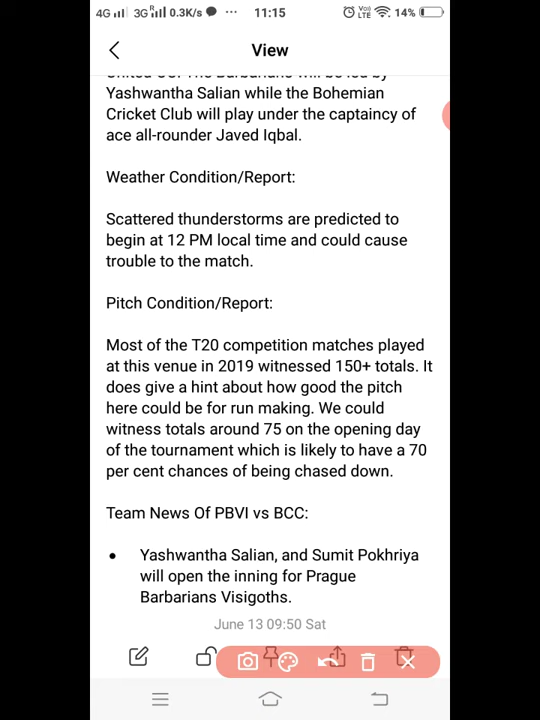 4G 3G R 0.3K/s ... 11:15 Vo) LTE 14%
View
Yashwantha Salian while the Bohemian
Cricket Club will play under the captaincy of
ace all-rounder Javed Iqbal.
Weather Condition/Report:
Scattered thunderstorms are predicted to
begin at 12 PM local time and could cause
trouble to the match.
Pitch Condition/Report:
Most of the T20 competition matches played
at this venue in 2019 witnessed 150+ totals. It
does give a hint about how good the pitch
here could be for run making. We could
witness totals around 75 on the opening day
of the tournament which is likely to have a 70
per cent chances of being chased down.
Team News Of PBVI vs BCC:
• Yashwantha Salian, and Sumit Pokhriya
will open the inning for Prague
Barbarians Visigoths.
June 13 09:50 Sat